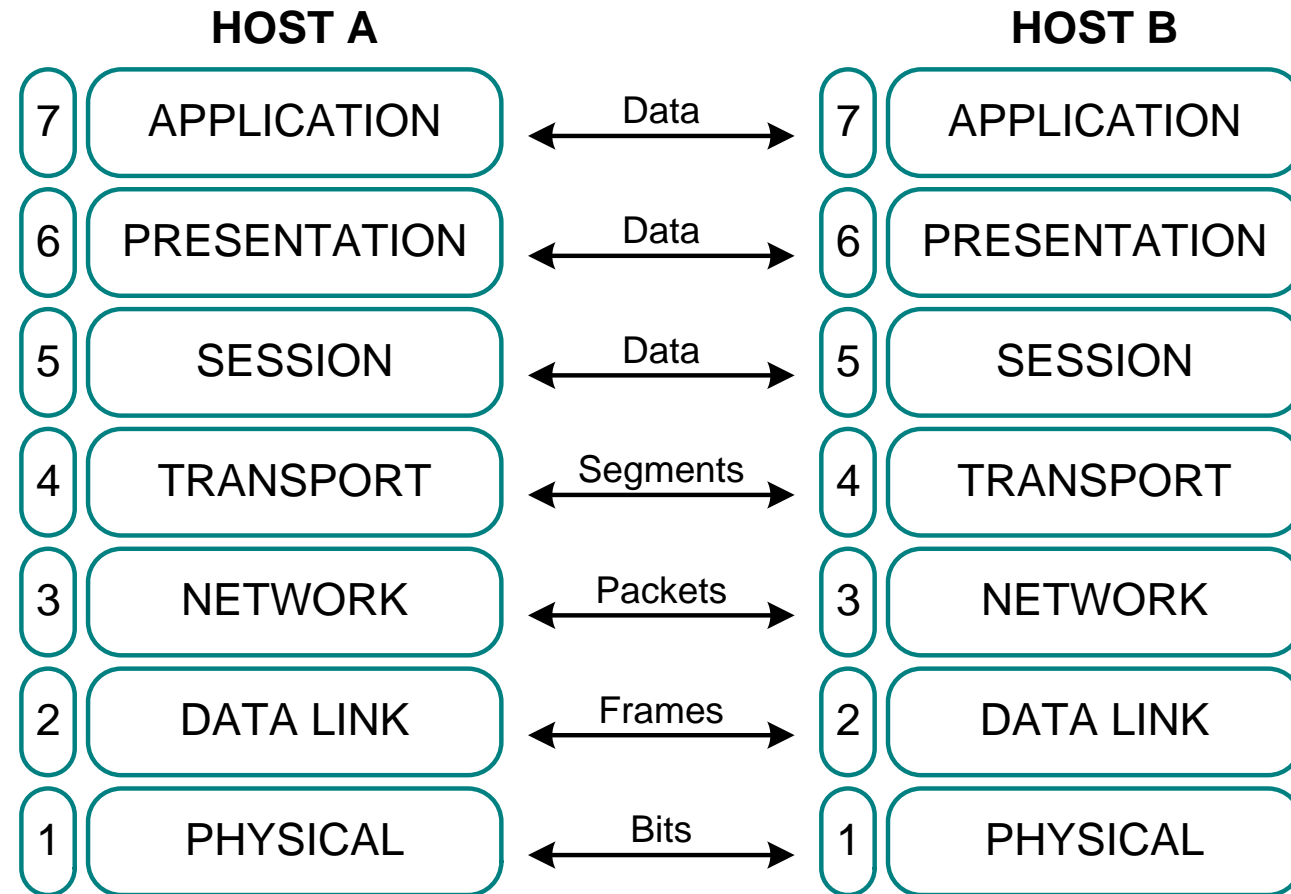 HOST A HOST B
7 APPLICATION Data 7 APPLICATION
6 PRESENTATION Data 6 PRESENTATION
5 SESSION Data 5 SESSION
4 TRANSPORT Segments 4 TRANSPORT
3 NETWORK Packets 3 NETWORK
2 DATA LINK Frames 2 DATA LINK
1 PHYSICAL Bits 1 PHYSICAL